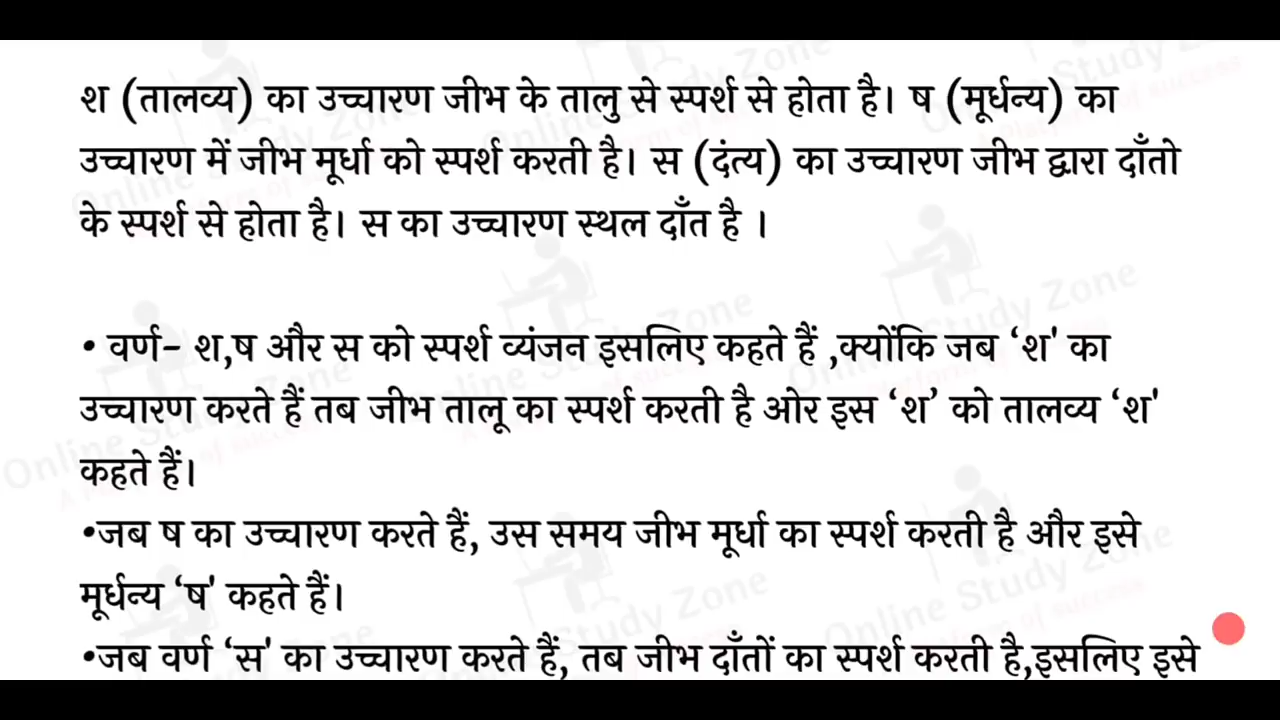 श (तालव्य) का उच्चारण जीभ के तालु से स्पर्श से होता है। ष (मूर्धन्य) का
उच्चारण में जीभ मूर्धा को स्पर्श करती है। स (दंत्य) का उच्चारण जीभ द्वारा दाँतो
के स्पर्श से होता है। स का उच्चारण स्थल दाँत है ।
• वर्ण- श,ष और स को स्पर्श व्यंजन इसलिए कहते हैं ,क्योंकि जब ‘श' का
उच्चारण करते हैं तब जीभ तालू का स्पर्श करती है ओर इस ‘श’ को तालव्य ‘श'
कहते हैं।
•जब ष का उच्चारण करते हैं, उस समय जीभ मूर्धा का स्पर्श करती है और इसे
मूर्धन्य ‘ष' कहते हैं।
•जब वर्ण ‘स' का उच्चारण करते हैं, तब जीभ दाँतों का स्पर्श करती है,इसलिए इसे